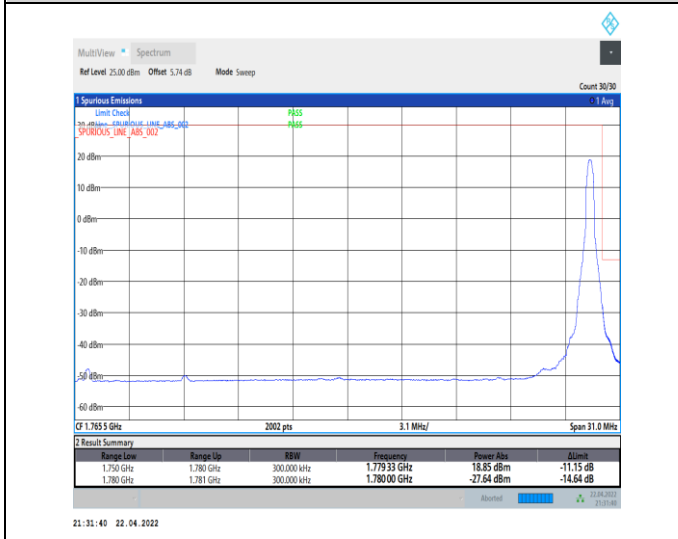 MultiView Spectrum
Ref Level 25.00 dBm Offset 5.74 dB Mode Sweep
Count 30/30
1 Spurious Emissions 1 Avg
Limit Check PASS
SPURIOUS_LINE_ABS_002 PASS
_SPURIOUS_LINE_ABS_002
20 dBm
10 dBm
0 dBm
-10 dBm
-20 dBm
-30 dBm
-40 dBm
-50 dBm
-60 dBm
CF 1.765 5 GHz 2002 pts 3.1 MHz/ Span 31.0 MHz
2 Result Summary
Range Low Range Up RBW Frequency Power Abs ΔLimit
1.750 GHz 1.780 GHz 300.000 kHz 1.779 33 GHz 18.85 dBm -11.15 dB
1.780 GHz 1.781 GHz 300.000 kHz 1.780 00 GHz -27.64 dBm -14.64 dB
Aborted 22.04.2022
21:31:40 22.04.2022